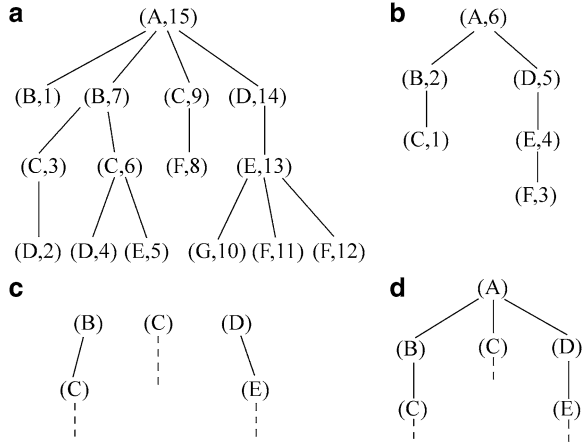 a
(A,15)
(B,1) (B,7) (C,9) (D,14)
(C,3) (C,6) (F,8) (E,13)
(D,2) (D,4) (E,5) (G,10) (F,11) (F,12)
b
(A,6)
(B,2) (D,5)
(C,1) (E,4)
(F,3)
c
(B) (C) (D)
(C) (E)
d
(A)
(B) (C) (D)
(C) (E)